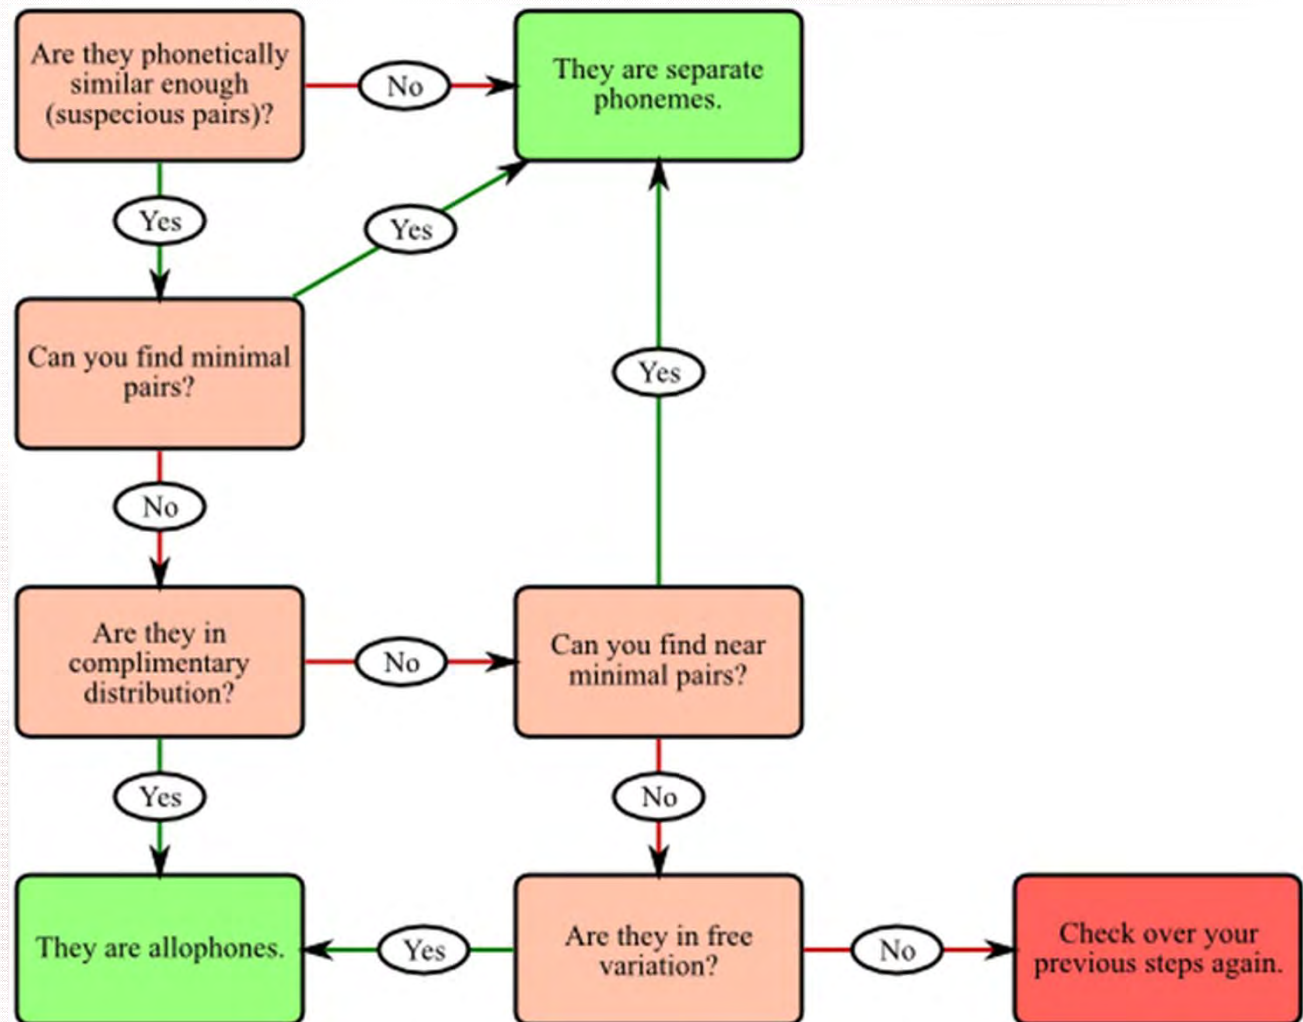 Are they phonetically
similar enough
(suspecious pairs)?
No
They are separate
phonemes.
Yes
Yes
Can you find minimal
pairs?
Yes
No
Are they in
complimentary
distribution?
No
Can you find near
minimal pairs?
Yes
No
They are allophones.
Yes
Are they in free
variation?
No
Check over your
previous steps again.